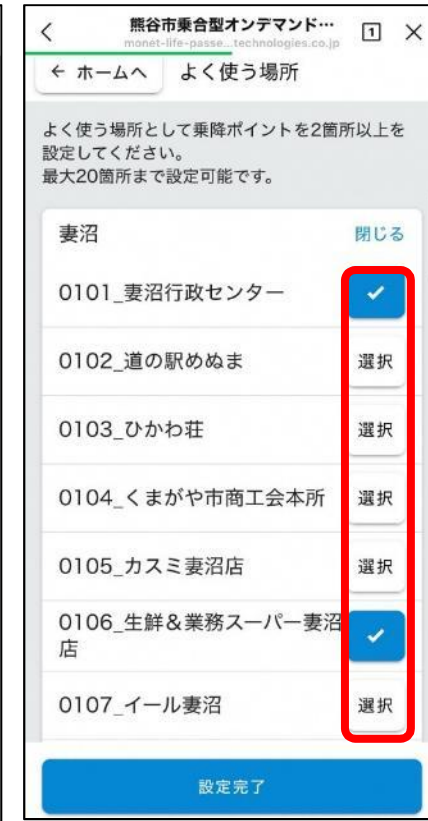 熊谷市乗合型オンデマンド…
monet-life-passe...technologies.co.jp
1
← ホームへ よく使う場所
よく使う場所として乗降ポイントを2箇所以上を
設定してください。
最大20箇所まで設定可能です。
妻沼 閉じる
0101_妻沼行政センター
0102_道の駅めぬま 選択
0103_ひかわ荘 選択
0104_くまがや市商工会本所 選択
0105_カスミ妻沼店 選択
0106_生鮮&業務スーパー妻沼
店
0107_イール妻沼 選択
設定完了